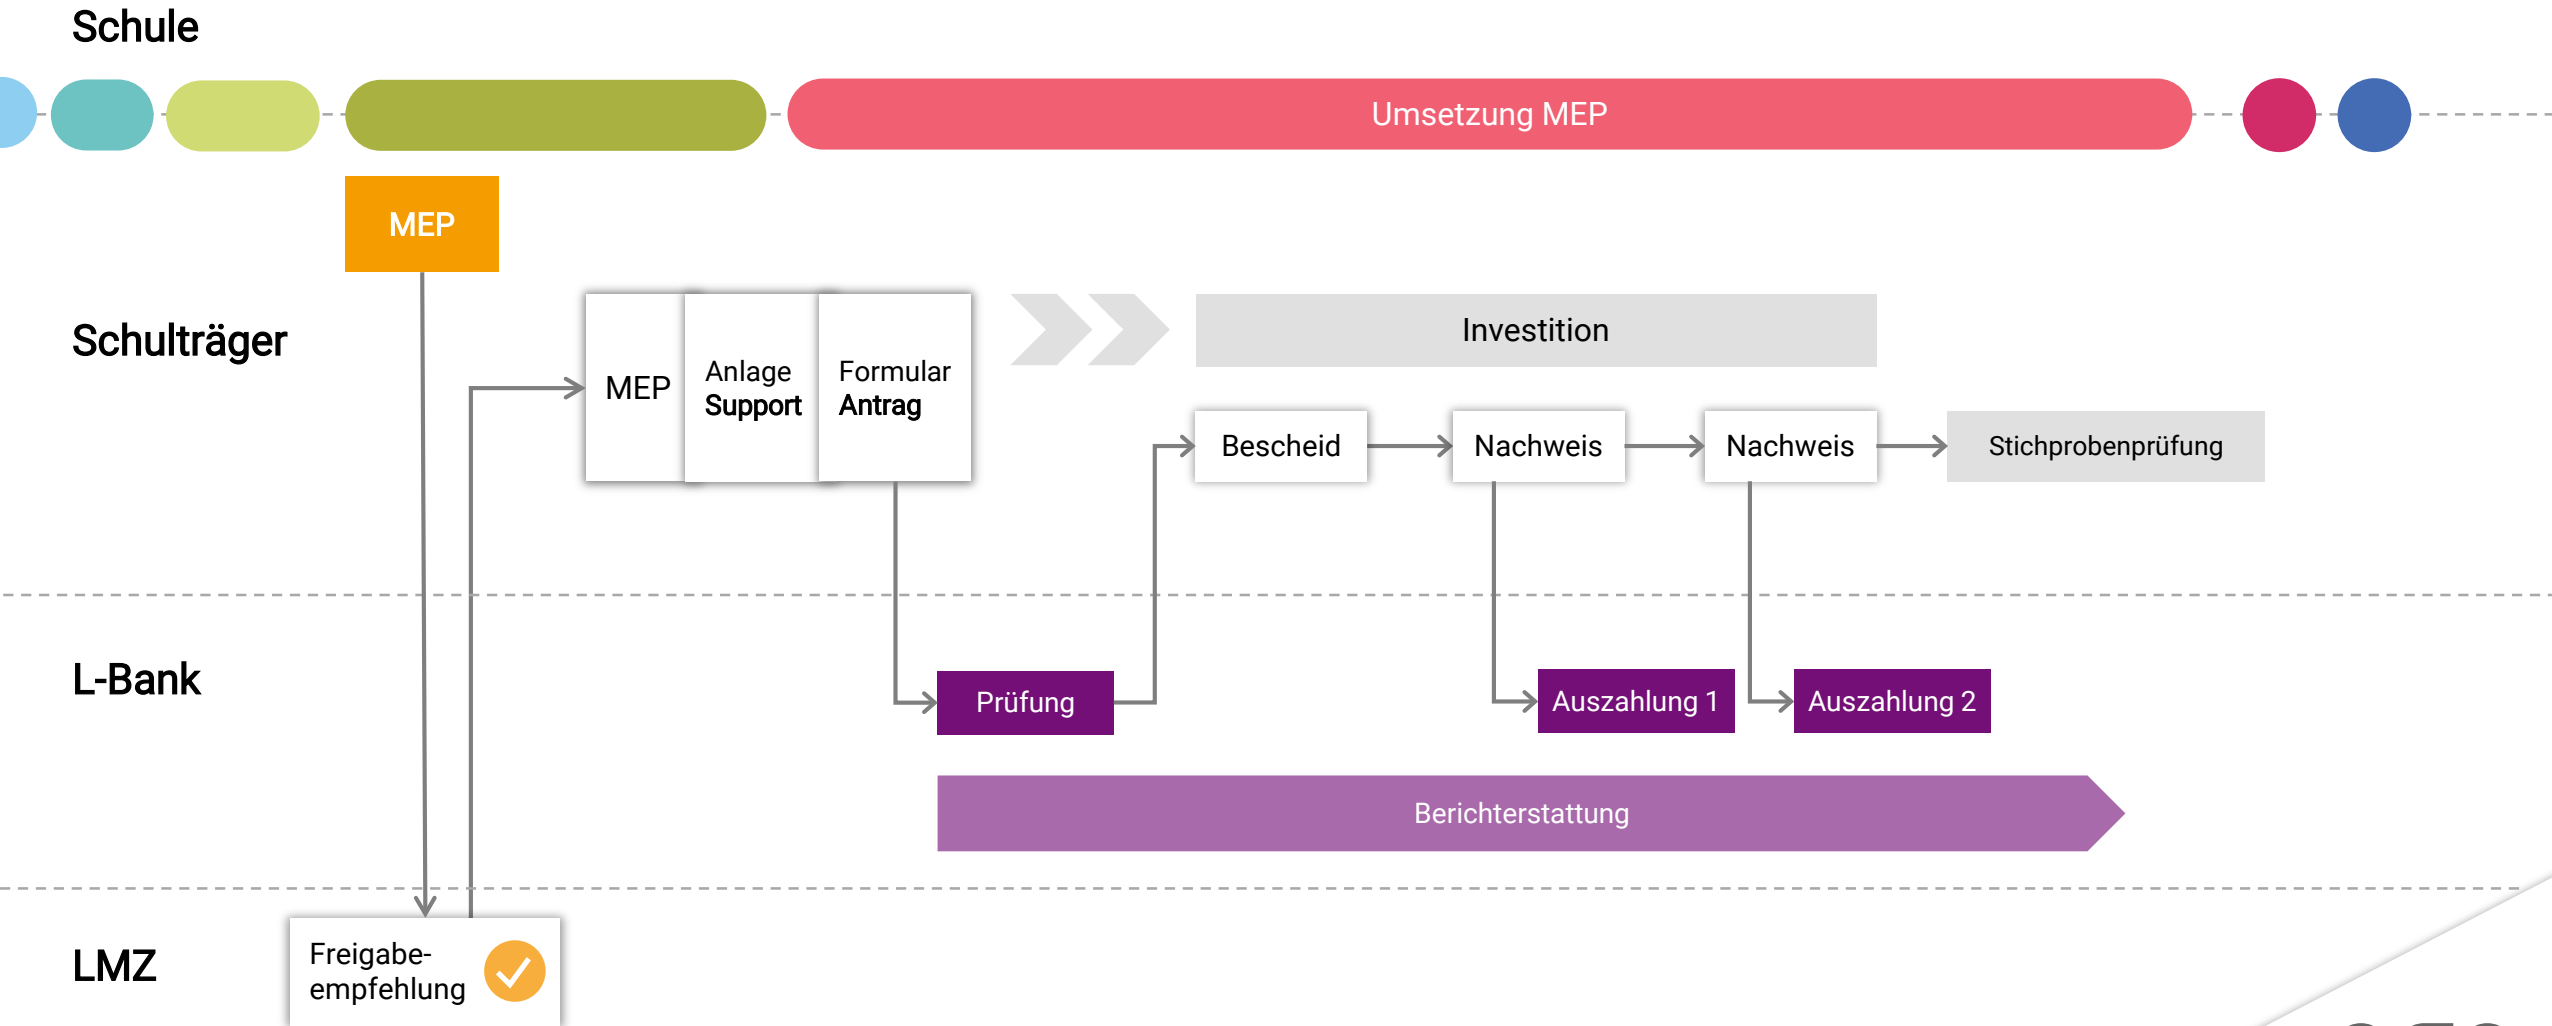 Schule
Umsetzung MEP
MEP
Schulträger
MEP
Anlage
Support
Formular
Antrag
Investition
Bescheid
Nachweis
Nachweis
Stichprobenprüfung
L-Bank
Prüfung
Auszahlung 1
Auszahlung 2
Berichterstattung
LMZ
Freigabe-
empfehlung